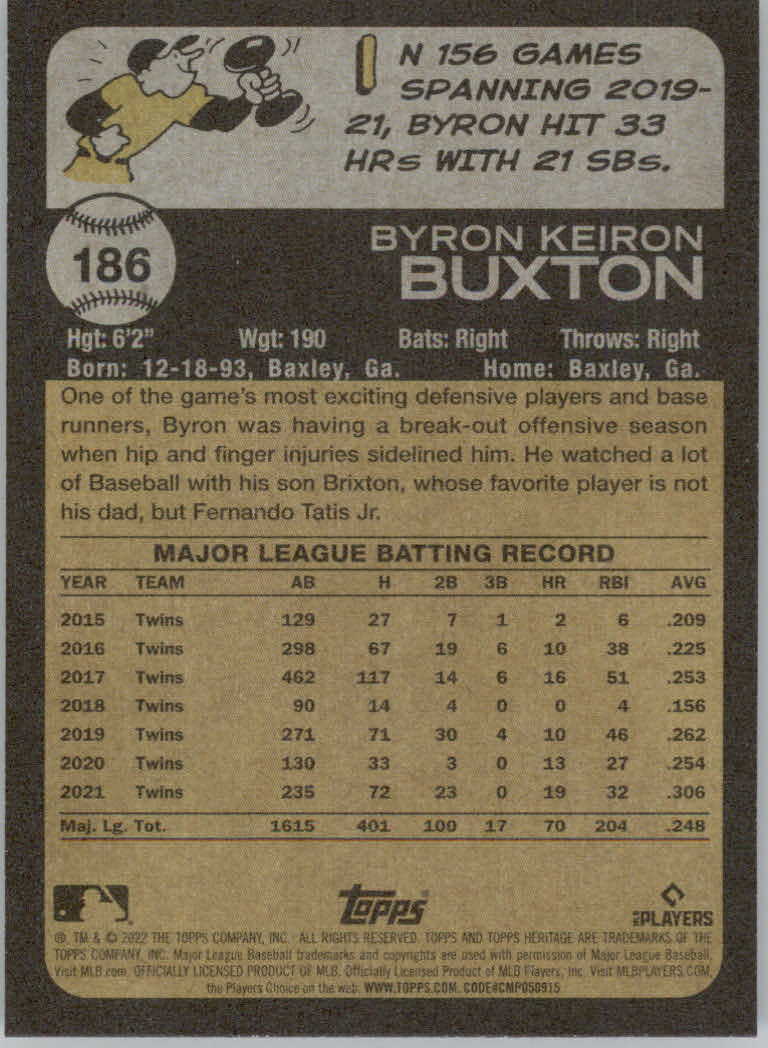 IN 156 GAMES
SPANNING 2019-
21, BYRON HIT 33
HRs WITH 21 SBs.
186
BYRON KEIRON
BUXTON
Hgt: 6'2" Wgt: 190 Bats: Right Throws: Right
Born: 12-18-93, Baxley, Ga. Home: Baxley, Ga.
One of the game's most exciting defensive players and base
runners, Byron was having a break-out offensive season
when hip and finger injuries sidelined him. He watched a lot
of Baseball with his son Brixton, whose favorite player is not
his dad, but Fernando Tatis Jr.
MAJOR LEAGUE BATTING RECORD
YEAR TEAM AB H 2B 3B HR RBI AVG
2015 Twins 129 27 7 1 2 6 .209
2016 Twins 298 67 19 6 10 38 .225
2017 Twins 462 117 14 6 16 51 .253
2018 Twins 90 14 4 0 0 4 .156
2019 Twins 271 71 30 4 10 46 .262
2020 Twins 130 33 3 0 13 27 .254
2021 Twins 235 72 23 0 19 32 .306
Maj. Lg. Tot. 1615 401 100 17 70 204 .248
Topps
MLB PLAYERS
®, TM & © 2022 THE TOPPS COMPANY, INC. ALL RIGHTS RESERVED. TOPPS AND TOPPS HERITAGE ARE TRADEMARKS OF THE
TOPPS COMPANY, INC. Major League Baseball trademarks and copyrights are used with permission of Major League Baseball.
Visit MLB.com. OFFICIALLY LICENSED PRODUCT OF MLB. Officially Licensed Product of MLB Players, Inc. Visit MLBPLAYERS.COM,
the Players Choice on the web. WWW.TOPPS.COM. CODE#CMP050915